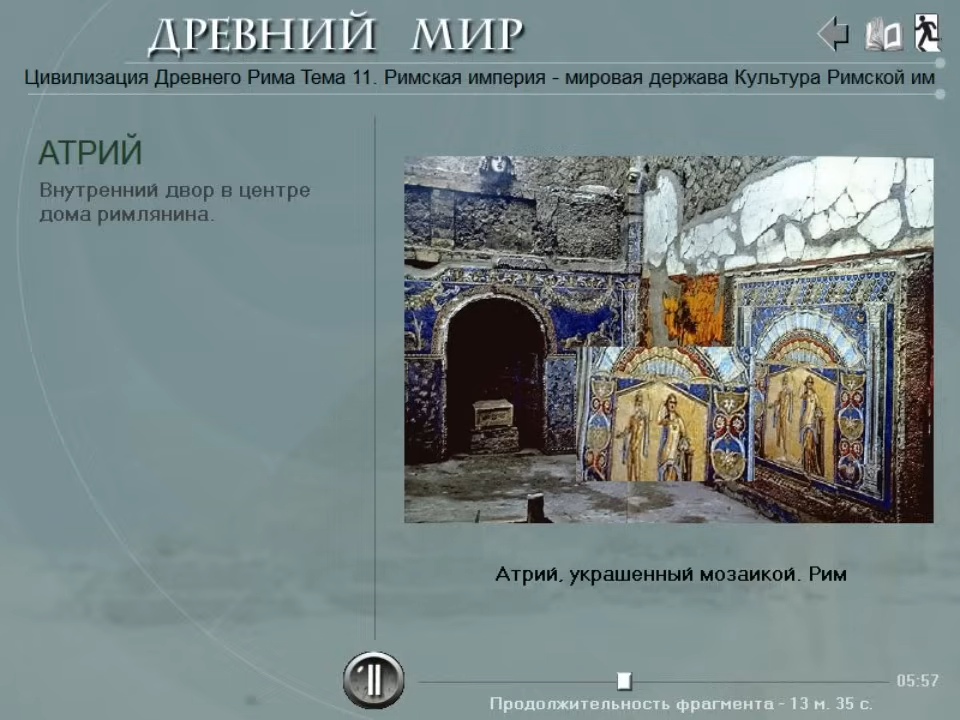 ДРЕВНИЙ МИР
Цивилизация Древнего Рима Тема 11. Римская империя - мировая держава Культура Римской им
АТРИЙ
Внутренний двор в центре
дома римлянина.
Атрий, украшенный мозаикой. Рим
05:57
Продолжительность фрагмента - 13 м. 35 с.